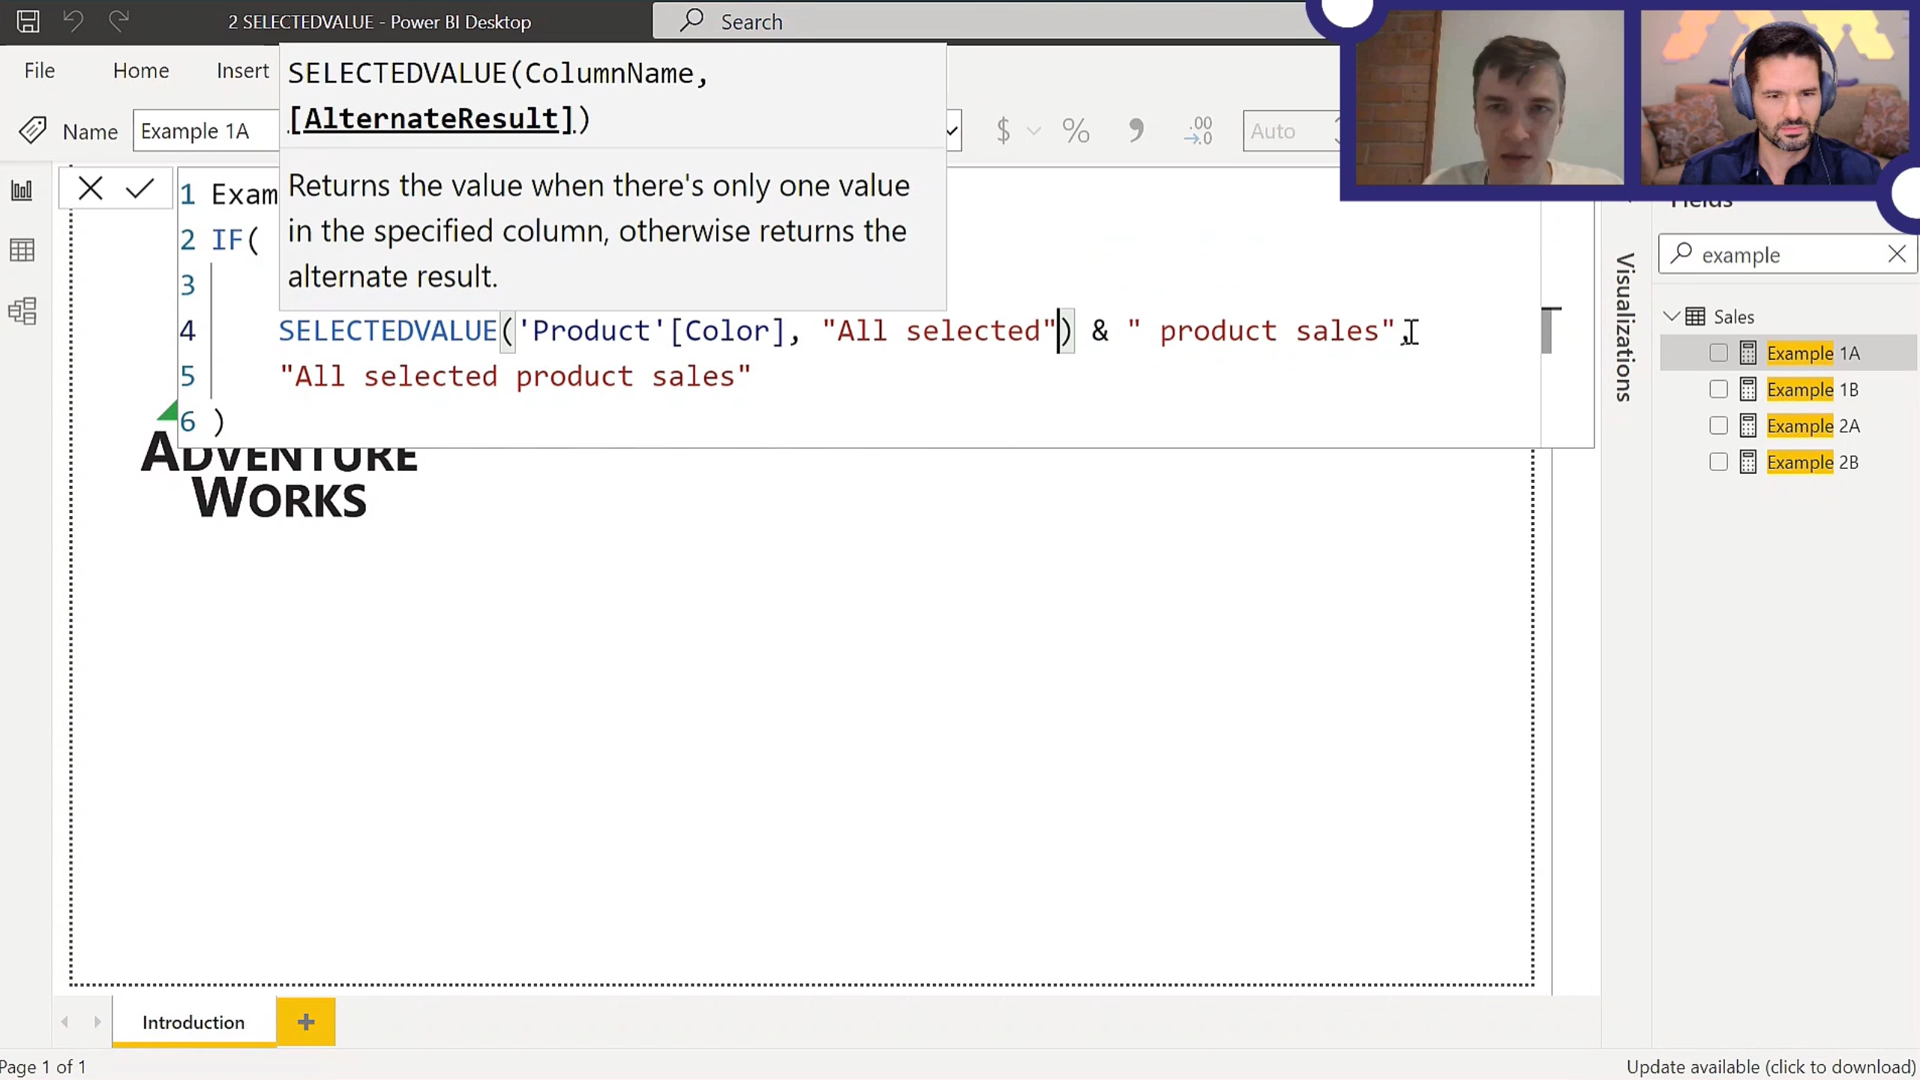 2 SELECTEDVALUE - Power BI Desktop
Search
File
Home
Insert
SELECTEDVALUE(ColumnName,
[AlternateResult])
Name
Example 1A
$
%
.00
→.0
Auto
Returns the value when there's only one value
in the specified column, otherwise returns the
alternate result.
1 Exam
2 IF(
3
4 SELECTEDVALUE('Product'[Color], "All selected") & " product sales",
5 "All selected product sales"
6 )
ADVENTURE
WORKS
Visualizations
Fields
example
Sales
Example 1A
Example 1B
Example 2A
Example 2B
Introduction
+
Page 1 of 1
Update available (click to download)